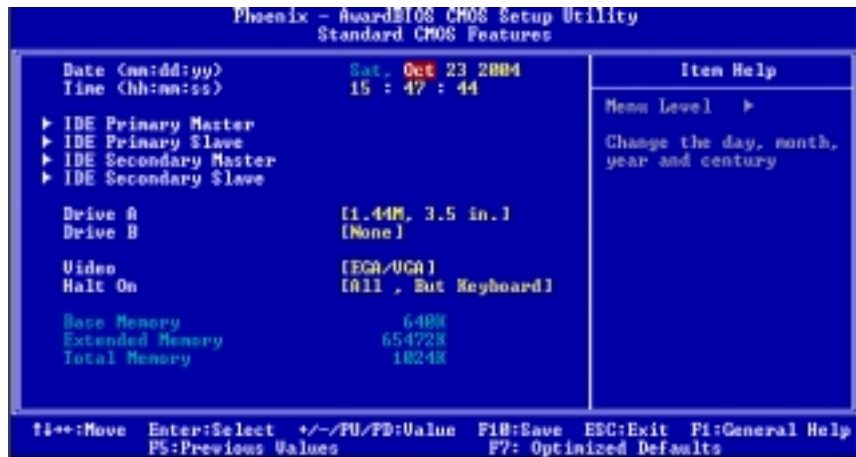 Phoenix - AwardBIOS CMOS Setup Utility
Standard CMOS Features
Date (mm:dd:yy) Sat, Oct 23 2004
Time (hh:mm:ss) 15 : 47 : 44
IDE Primary Master
IDE Primary Slave
IDE Secondary Master
IDE Secondary Slave
Drive A [1.44M, 3.5 in.]
Drive B [None]
Video [EGA/VGA]
Halt On [All , But Keyboard]
Base Memory 640K
Extended Memory 65472K
Total Memory 1024K
Item Help
Menu Level ▶
Change the day, month,
year and century
↑↓→←:Move Enter:Select +/-/PU/PD:Value F10:Save ESC:Exit F1:General Help
F5:Previous Values F7: Optimized Defaults